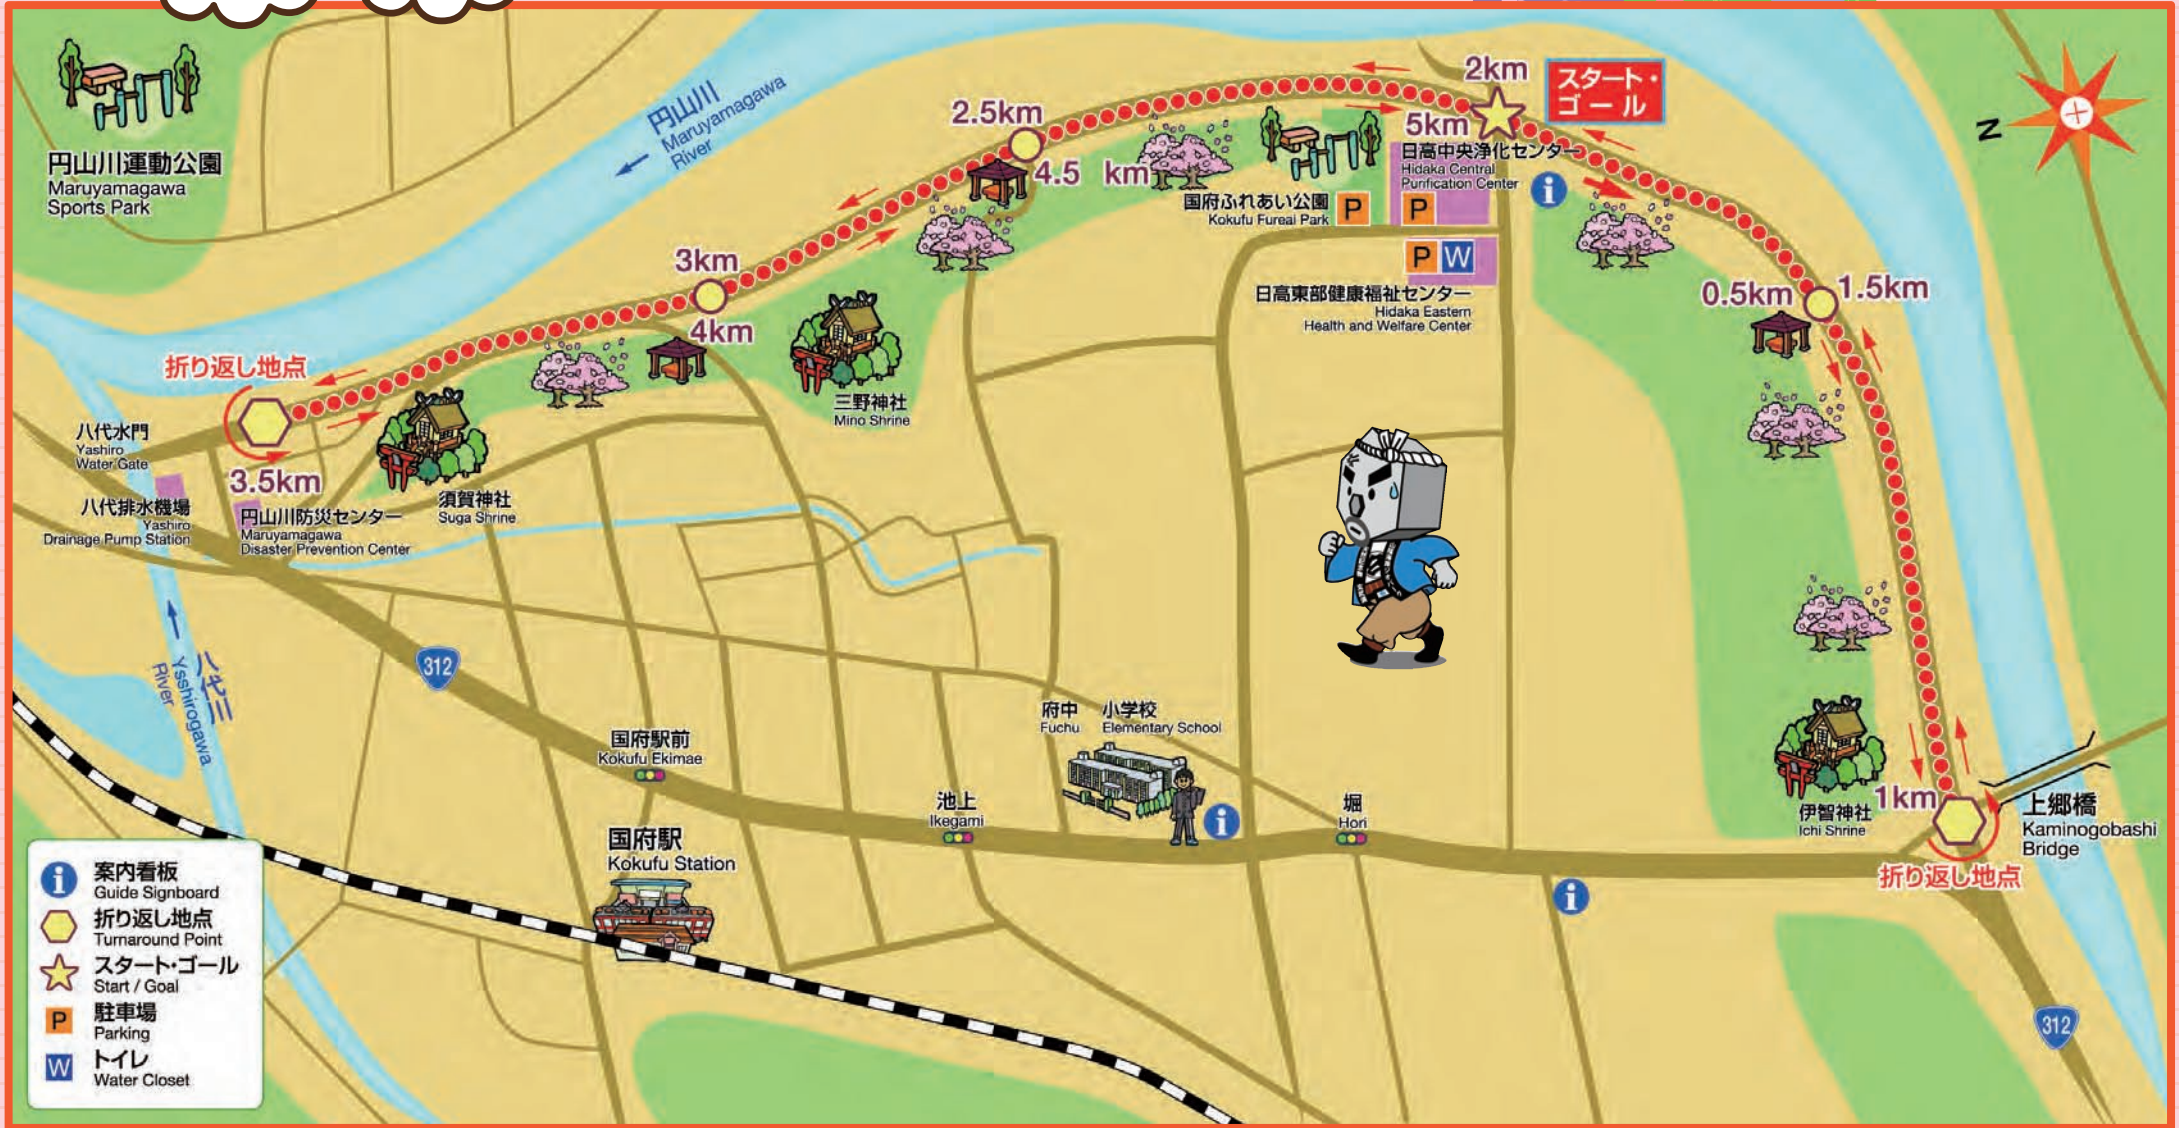 円山川運動公園
Maruyamagawa
Sports Park
円山川
Maruyamagawa
River
2.5km
4.5 km
2km
スタート・
ゴール
5km
日高中央浄化センター
Hidaka Central
Purification Center
国府ふれあい公園
Kokufu Fureai Park
P
P
P
W
日高東部健康福祉センター
Hidaka Eastern
Health and Welfare Center
N
0.5km
1.5km
3km
4km
三野神社
Mino Shrine
折り返し地点
3.5km
八代水門
Yashiro
Water Gate
八代排水機場
Yashiro
Drainage Pump Station
円山川防災センター
Maruyamagawa
Disaster Prevention Center
須賀神社
Suga Shrine
八代川
Ysshirogawa
River
312
国府駅前
Kokufu Ekimae
国府駅
Kokufu Station
池上
Ikegami
府中 小学校
Fuchu Elementary School
i
堀
Hori
i
i
伊智神社
Ichi Shrine
1km
折り返し地点
上郷橋
Kaminogobashi
Bridge
312
i
案内看板
Guide Signboard
折り返し地点
Turnaround Point
スタート・ゴール
Start / Goal
P
駐車場
Parking
W
トイレ
Water Closet